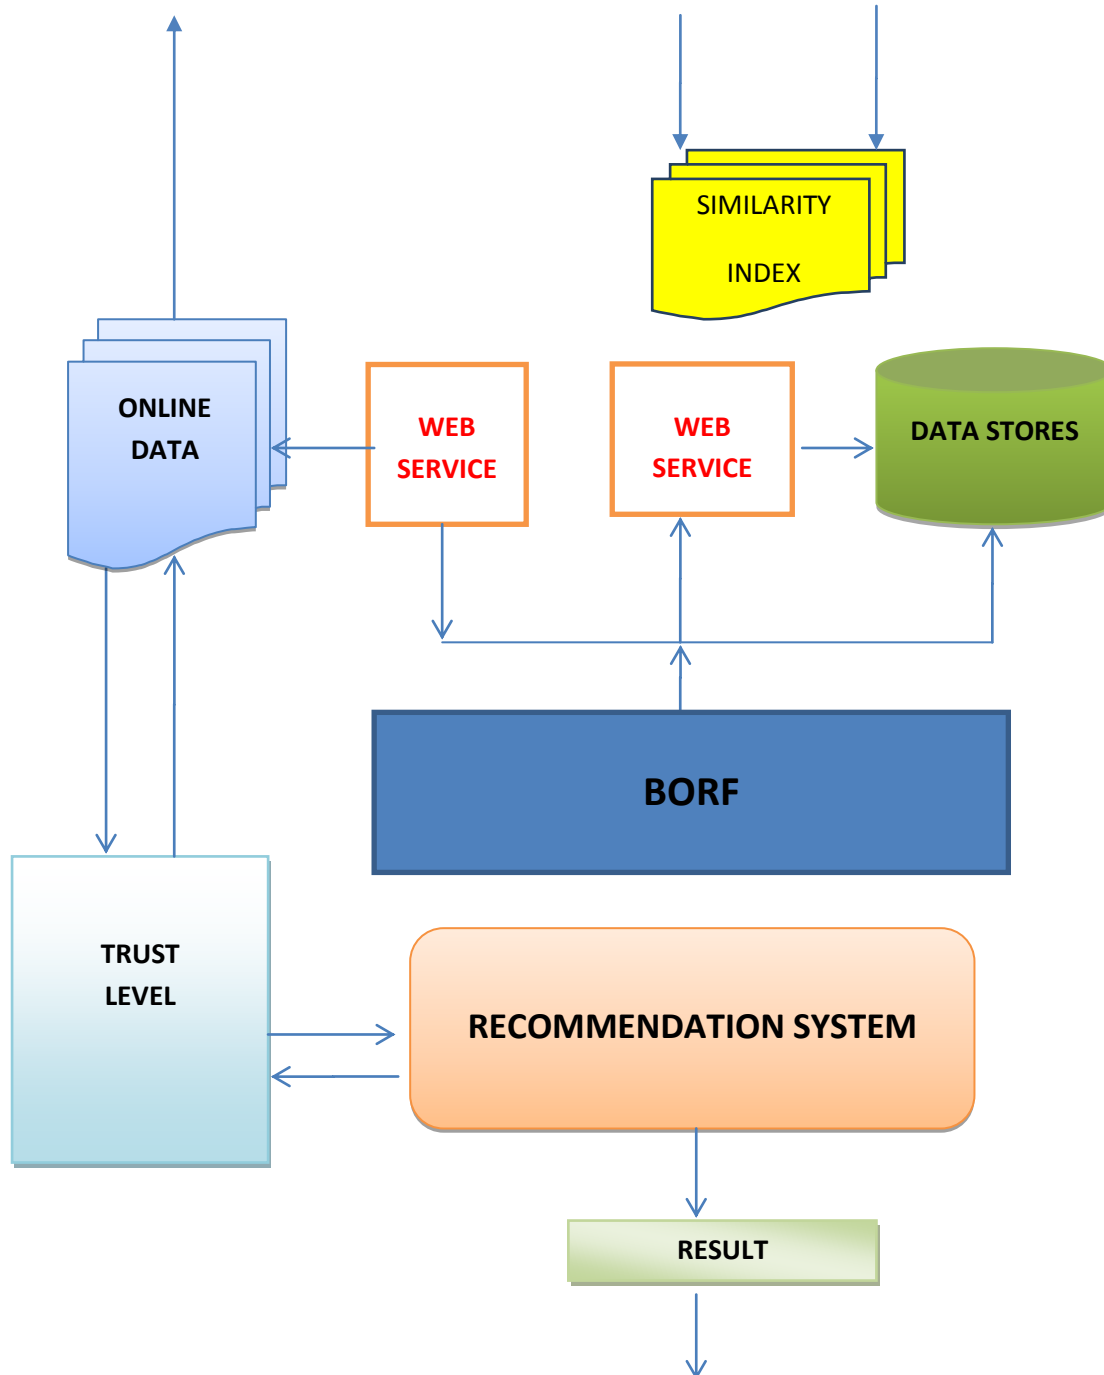 SIMILARITY
INDEX
ONLINE
DATA
WEB
SERVICE
WEB
SERVICE
DATA STORES
BORF
TRUST
LEVEL
RECOMMENDATION SYSTEM
RESULT